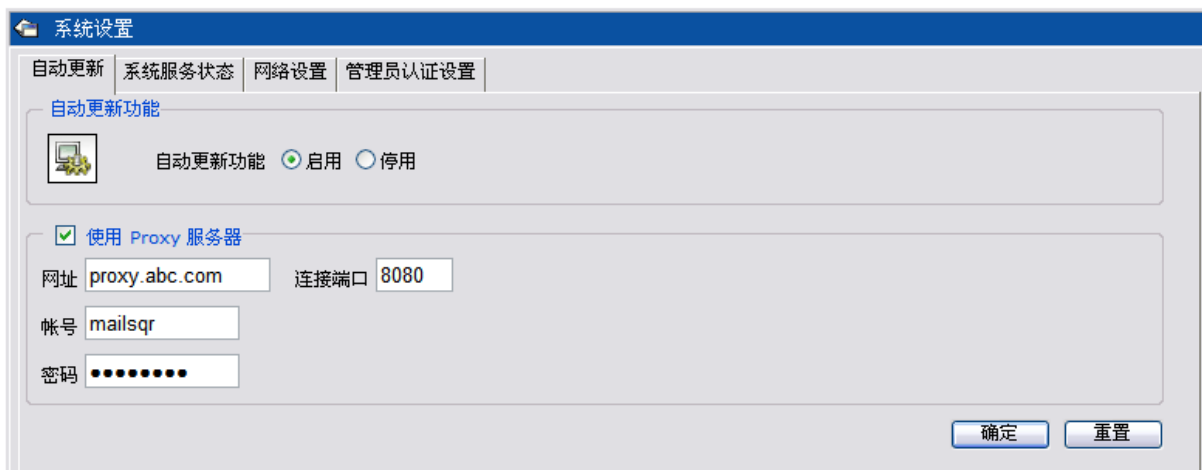 系统设置
自动更新 系统服务状态 网络设置 管理员认证设置
自动更新功能
自动更新功能 启用 停用
使用 Proxy 服务器
网址 proxy.abc.com 连接端口 8080
帐号 mailsqr
密码 ●●●●●●●●
确定 重置